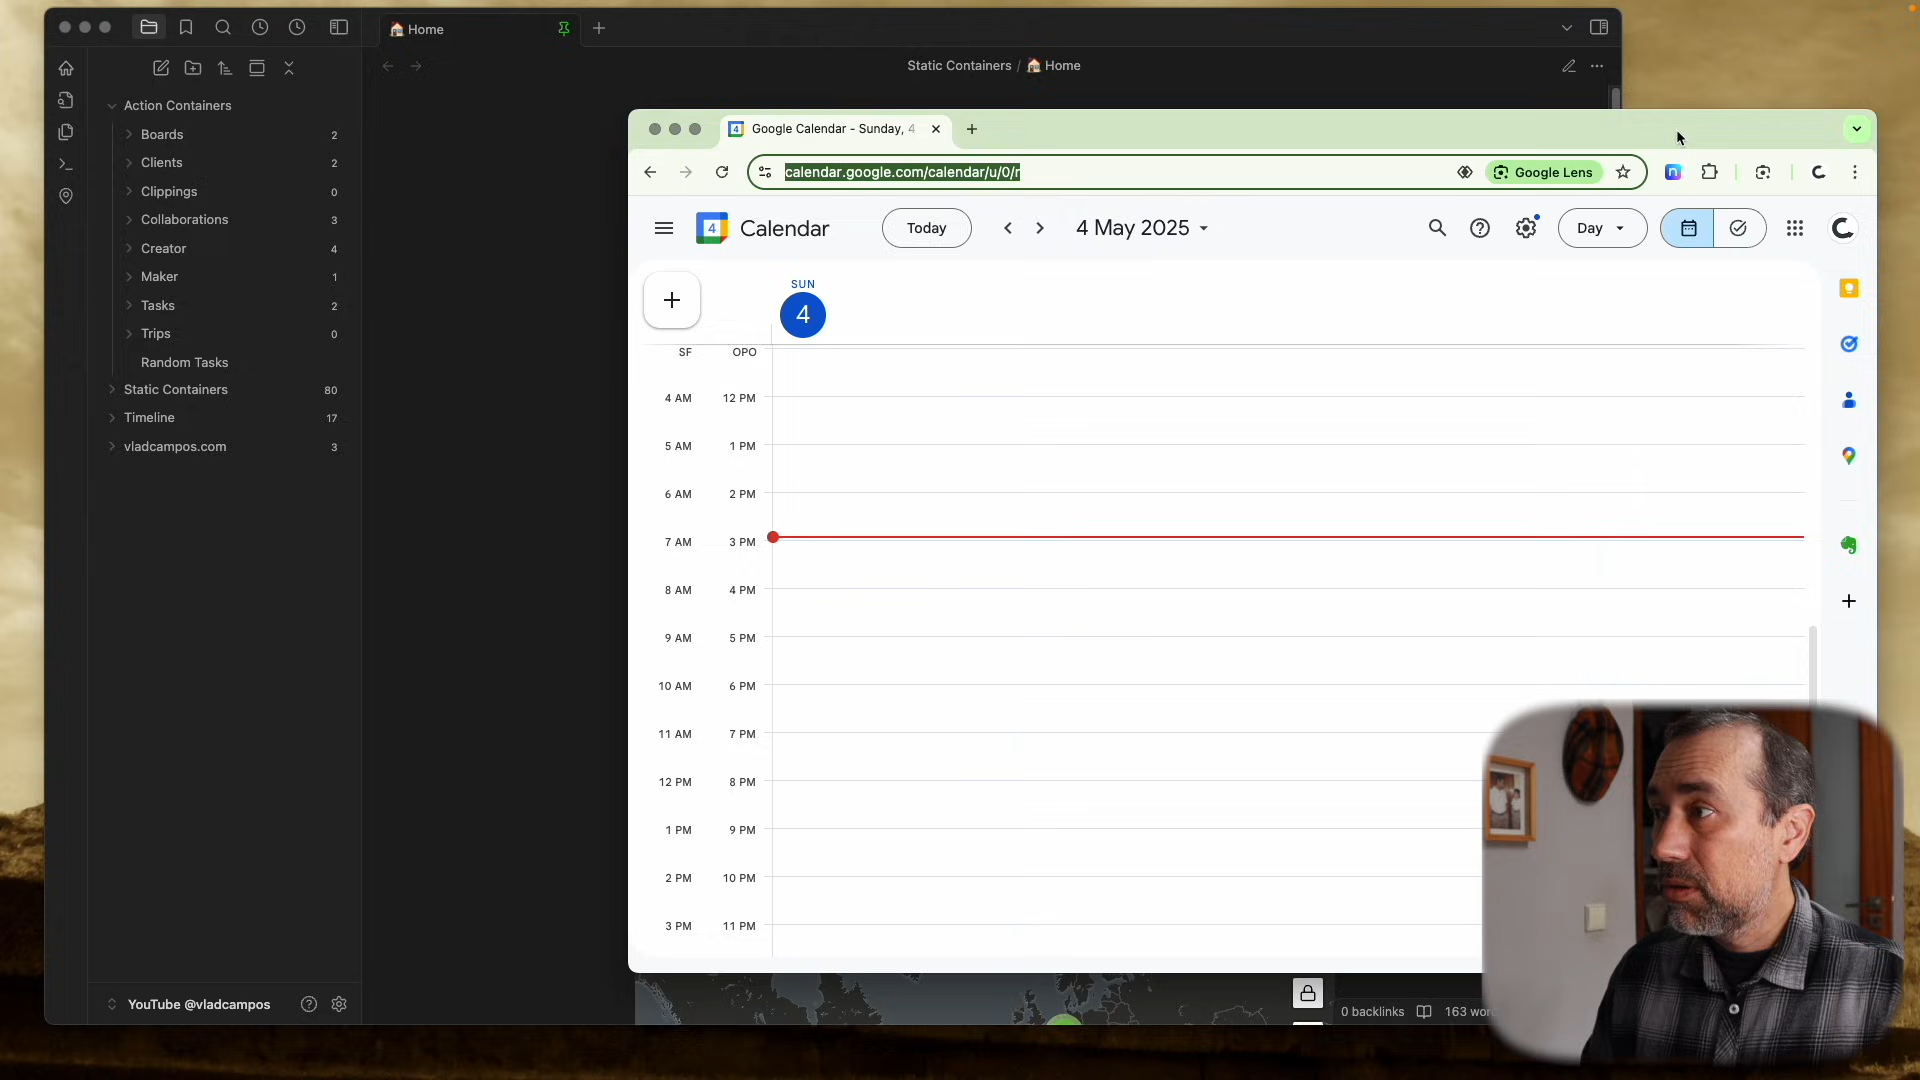 Home
Static Containers / Home
Action Containers
Boards 2
Clients 2
Clippings 0
Collaborations 3
Creator 4
Maker 1
Tasks 2
Trips 0
Random Tasks
Static Containers 80
Timeline 17
vladcampos.com 3
YouTube @vladcampos
4 Google Calendar - Sunday, 4
calendar.google.com/calendar/u/0/r
Google Lens
n
4 Calendar
Today
4 May 2025
Day
SUN
4
SF OPO
4 AM 12 PM
5 AM 1 PM
6 AM 2 PM
7 AM 3 PM
8 AM 4 PM
9 AM 5 PM
10 AM 6 PM
11 AM 7 PM
12 PM 8 PM
1 PM 9 PM
2 PM 10 PM
3 PM 11 PM
0 backlinks 163